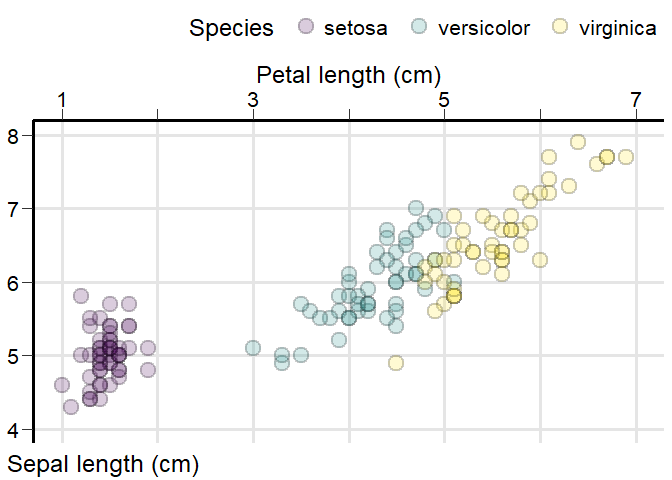 Species setosa versicolor virginica
Petal length (cm)
1 3 5 7
8
7
6
5
4
Sepal length (cm)